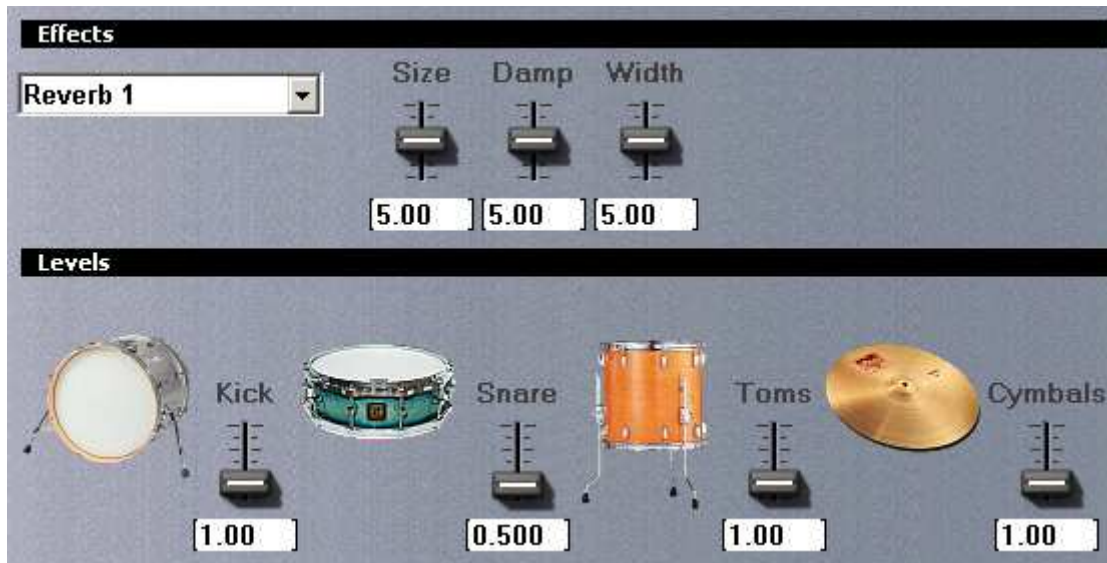 Effects
Reverb 1
Size Damp Width
5.00 5.00 5.00
Levels
Kick Snare Toms Cymbals
1.00 0.500 1.00 1.00